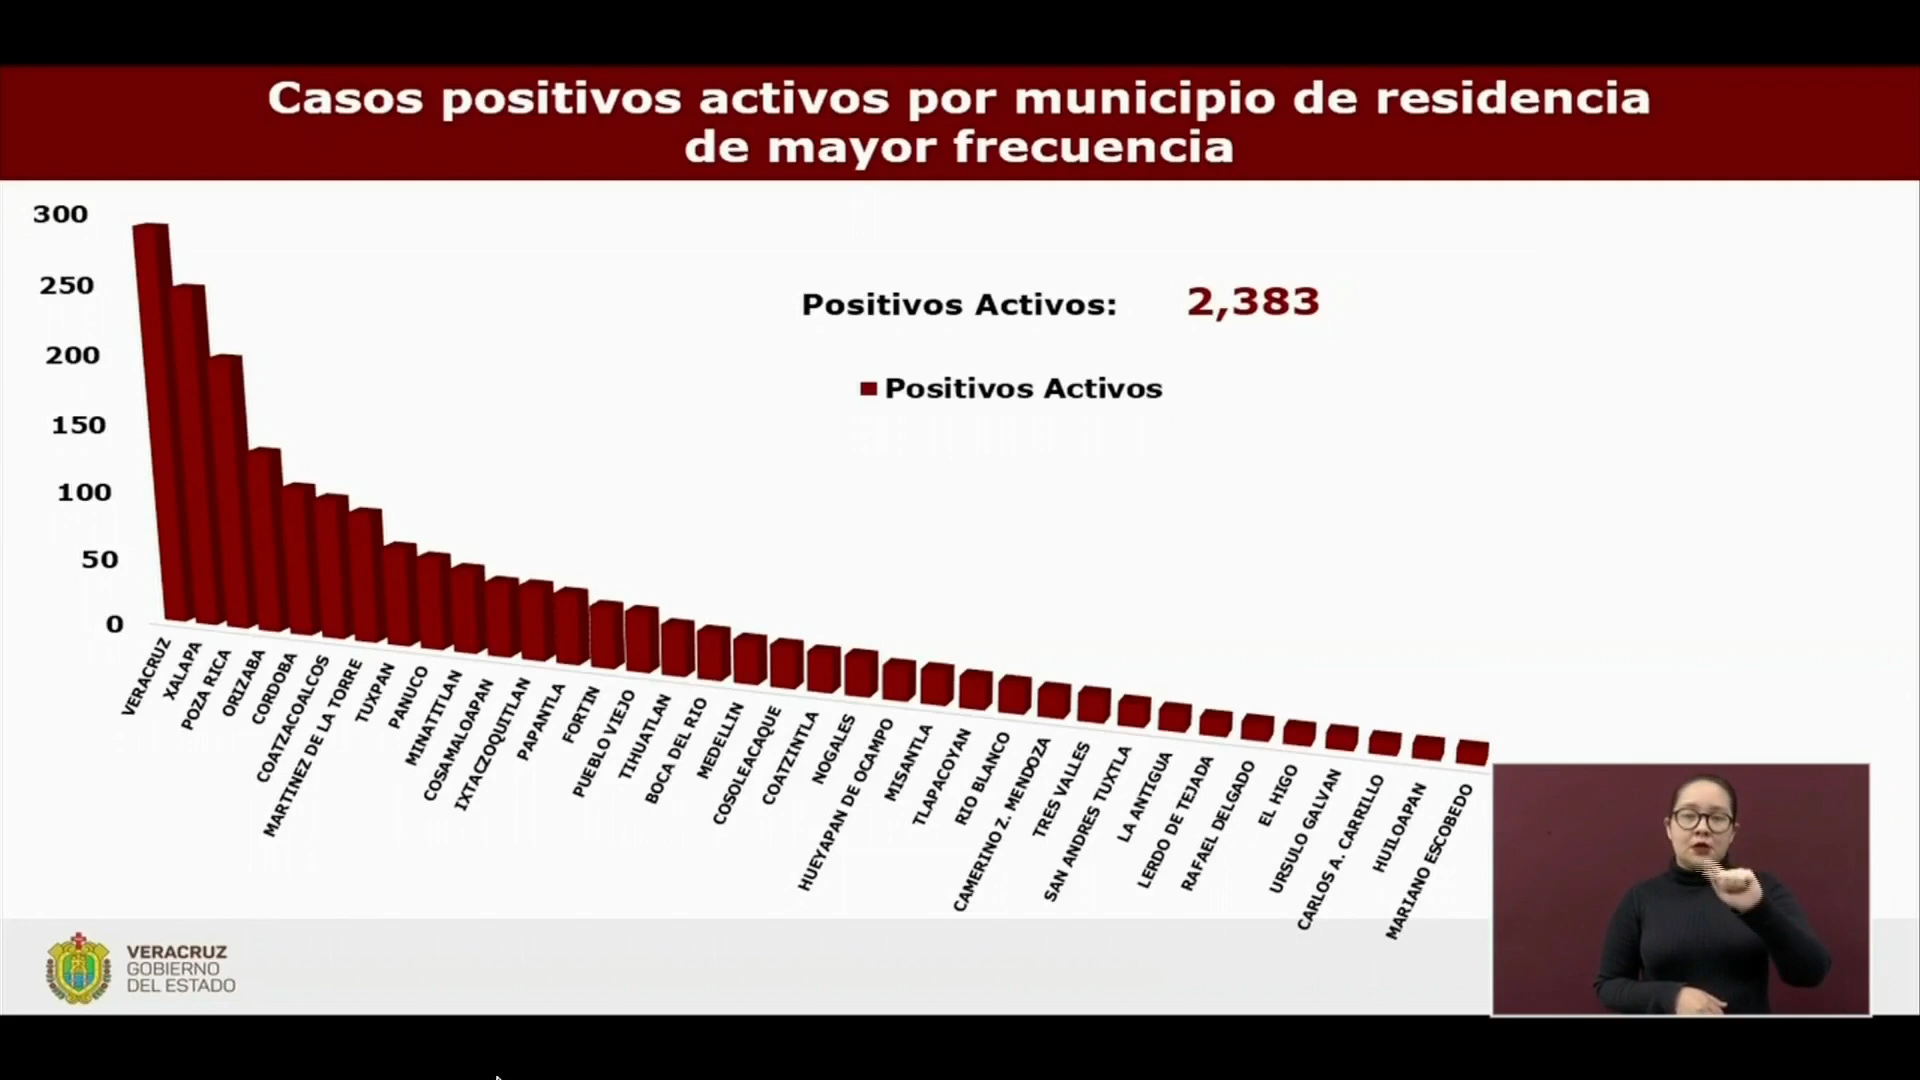 Casos positivos activos por municipio de residencia
de mayor frecuencia
300
250
200
150
100
50
0
Positivos Activos: 2,383
Positivos Activos
VERACRUZ
XALAPA
POZA RICA
ORIZABA
CORDOBA
COATZACOALCOS
MARTINEZ DE LA TORRE
TUXPAN
PANUCO
MINATITLAN
COSAMALOAPAN
IXTACZOQUITLAN
PAPANTLA
FORTIN
PUEBLO VIEJO
TIHUATLAN
BOCA DEL RIO
MEDELLIN
COSOLEACAQUE
COATZINTLA
NOGALES
HUEYAPAN DE OCAMPO
MISANTLA
TLAPACOYAN
RIO BLANCO
CAMERINO Z. MENDOZA
TRES VALLES
SAN ANDRES TUXTLA
LA ANTIGUA
LERDO DE TEJADA
RAFAEL DELGADO
EL HIGO
URSULO GALVAN
CARLOS A. CARRILLO
HUILOAPAN
MARIANO ESCOBEDO
VERACRUZ
GOBIERNO
DEL ESTADO